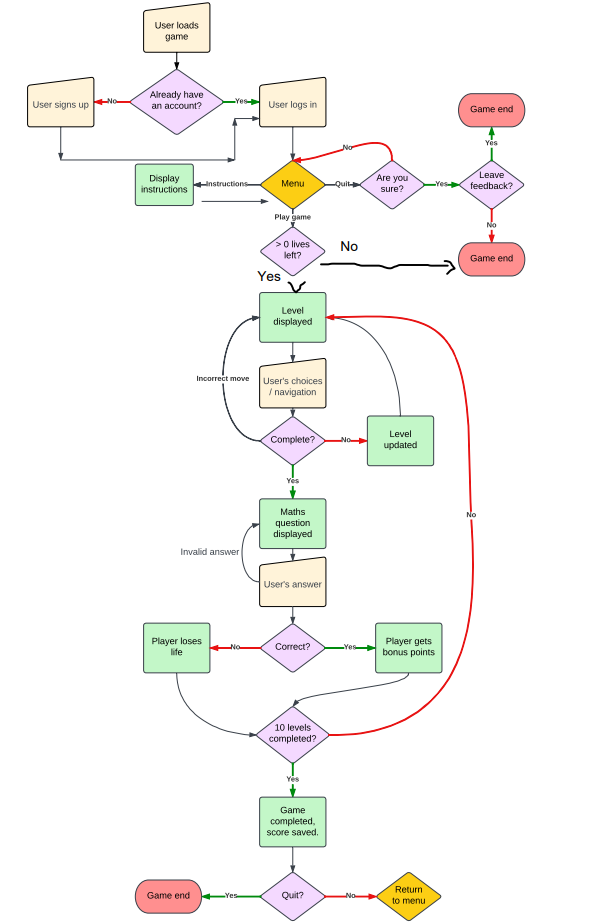 User loads
game
Already have
an account?
No
Yes
User signs up
User logs in
Game end
Yes
No
Display
instructions
Instructions
Menu
Quit
Are you
sure?
Yes
Leave
feedback?
Play game
No
> 0 lives
left?
No
Game end
Yes
Level
displayed
Incorrect move
User's choices
/ navigation
Complete?
No
Level
updated
Yes
No
Maths
question
displayed
Invalid answer
User's answer
Player loses
life
No
Correct?
Yes
Player gets
bonus points
10 levels
completed?
Yes
Game
completed,
score saved.
Game end
Yes
Quit?
No
Return
to menu